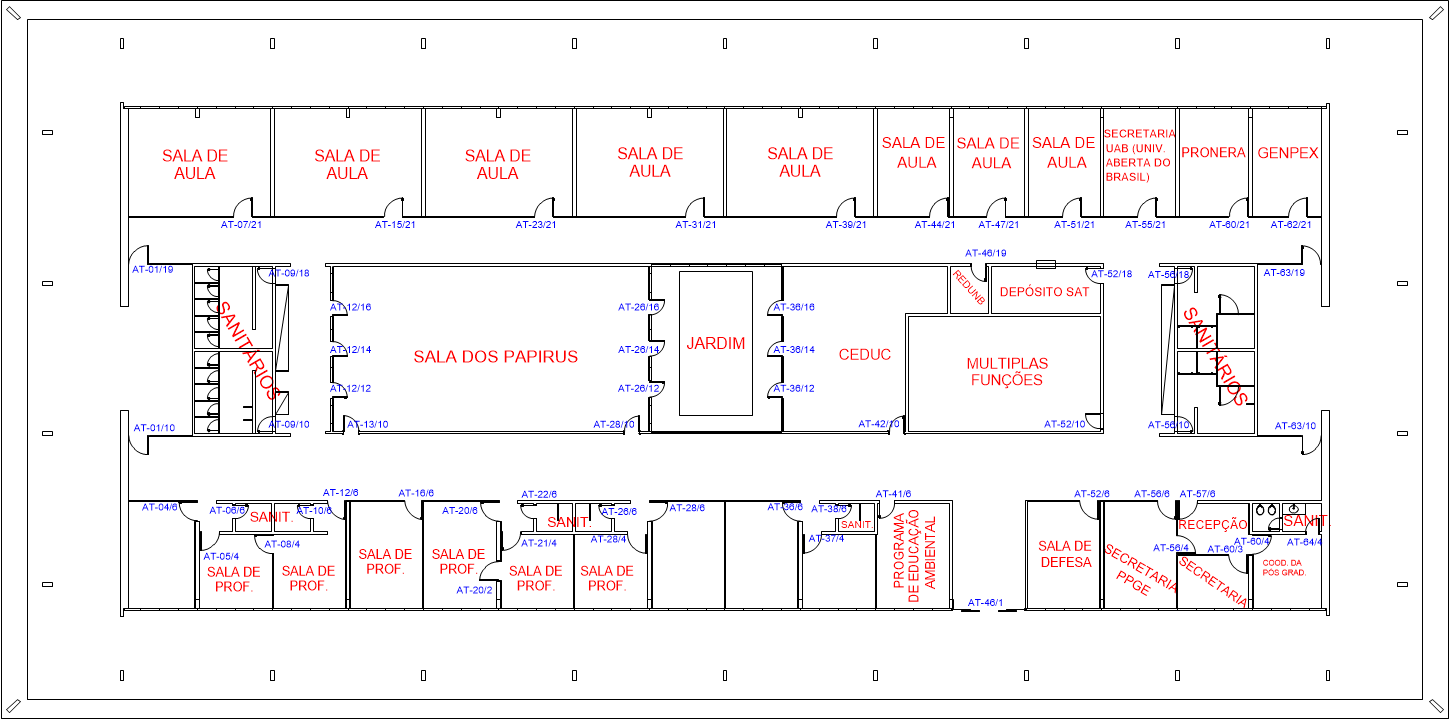 SALA DE
AULA
SALA DE
AULA
SALA DE
AULA
SALA DE
AULA
SALA DE
AULA
SALA DE
AULA
SALA DE
AULA
SALA DE
AULA
SECRETARIA
UAB (UNIV.
ABERTA DO
BRASIL)
PRONERA
GENPEX
AT-07/21
AT-15/21
AT-23/21
AT-31/21
AT-39/21
AT-44/21
AT-47/21
AT-51/21
AT-55/21
AT-60/21
AT-62/21
AT-01/19
AT-09/18
AT-46/19
AT-52/18
AT-56/18
AT-63/19
REDUNB
DEPÓSITO SAT
AT-12/16
AT-26/16
AT-36/16
SANITÁRIOS
SALA DOS PAPIRUS
JARDIM
CEDUC
MULTIPLAS
FUNÇÕES
SANITÁRIOS
AT-12/14
AT-26/14
AT-36/14
AT-12/12
AT-26/12
AT-36/12
AT-01/10
AT-09/10
AT-13/10
AT-28/10
AT-42/10
AT-52/10
AT-56/10
AT-63/10
AT-04/6
AT-06/6
AT-10/6
AT-12/6
AT-16/6
AT-20/6
AT-22/6
AT-26/6
AT-28/6
AT-36/6
AT-38/6
AT-41/6
AT-52/6
AT-56/6
AT-57/6
SANIT.
SANIT.
SANIT.
RECEPÇÃO
SANIT.
AT-05/4
AT-08/4
AT-21/4
AT-28/4
AT-37/4
AT-56/4
AT-60/4
AT-60/3
AT-64/4
SALA DE
PROF.
SALA DE
PROF.
SALA DE
PROF.
SALA DE
PROF.
SALA DE
PROF.
SALA DE
PROF.
AT-20/2
PROGRAMA
DE EDUCAÇÃO
AMBIENTAL
AT-46/1
SALA DE
DEFESA
SECRETARIA
PPGE
SECRETARIA
COOD. DA
PÓS GRAD.